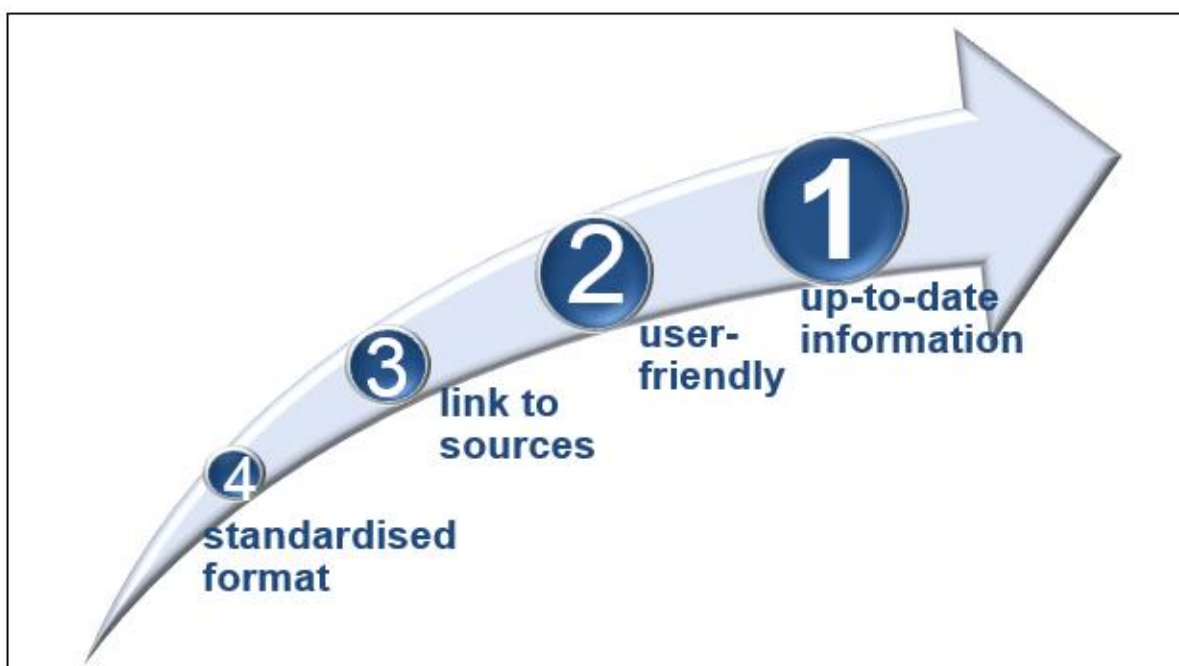 1
up-to-date
information
2
user-
friendly
3
link to
sources
4
standardised
format